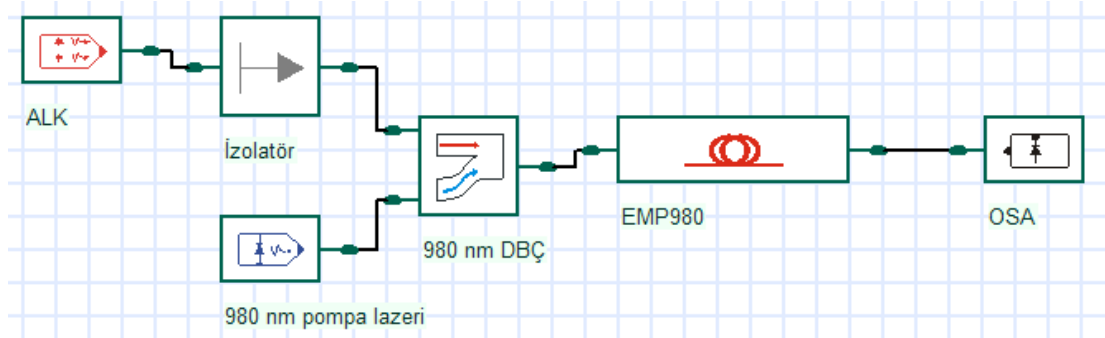 ALK
İzolatör
EMP980
OSA
980 nm DBÇ
980 nm pompa lazeri